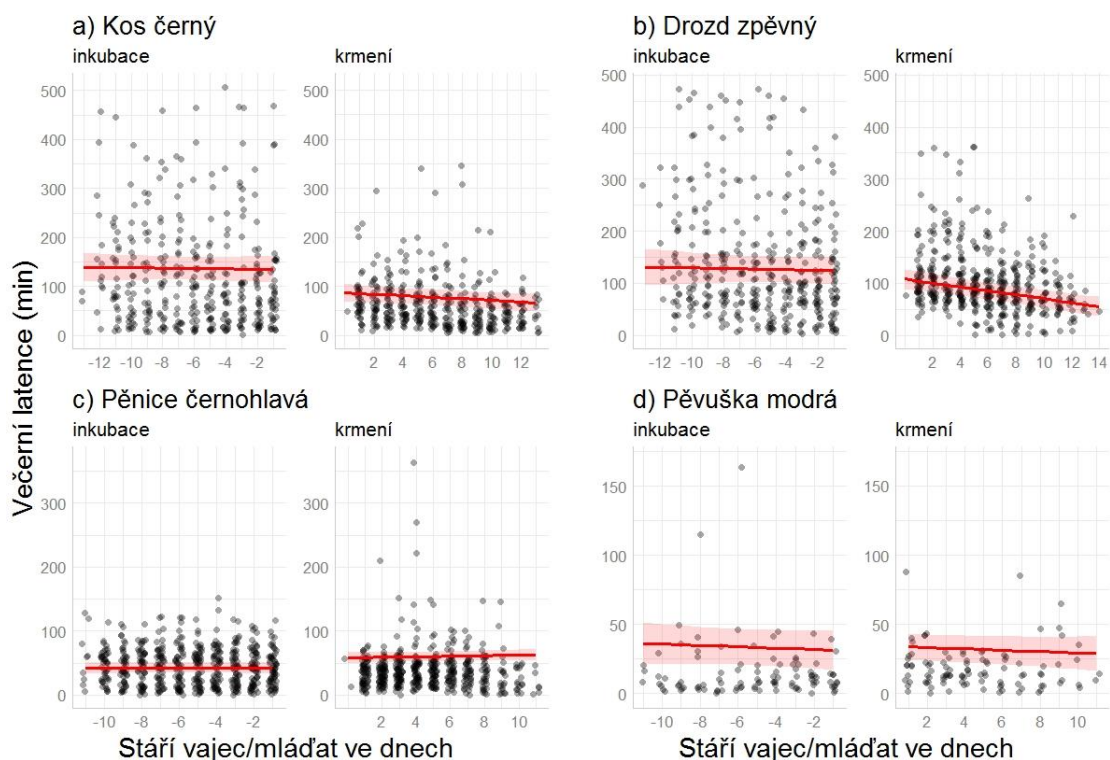 a) Kos černý
inkubace
krmení
500
400
300
200
100
0
-12 -10 -8 -6 -4 -2
2 4 6 8 10 12
b) Drozd zpěvný
inkubace
krmení
500
400
300
200
100
0
-12 -10 -8 -6 -4 -2
2 4 6 8 10 12 14
Večerní latence (min)
c) Pěnice černohlavá
inkubace
krmení
300
200
100
0
-10 -8 -6 -4 -2
2 4 6 8 10
d) Pěvuška modrá
inkubace
krmení
150
100
50
0
-10 -8 -6 -4 -2
150
100
50
0
2 4 6 8 10
Stáří vajec/mláďat ve dnech
Stáří vajec/mláďat ve dnech